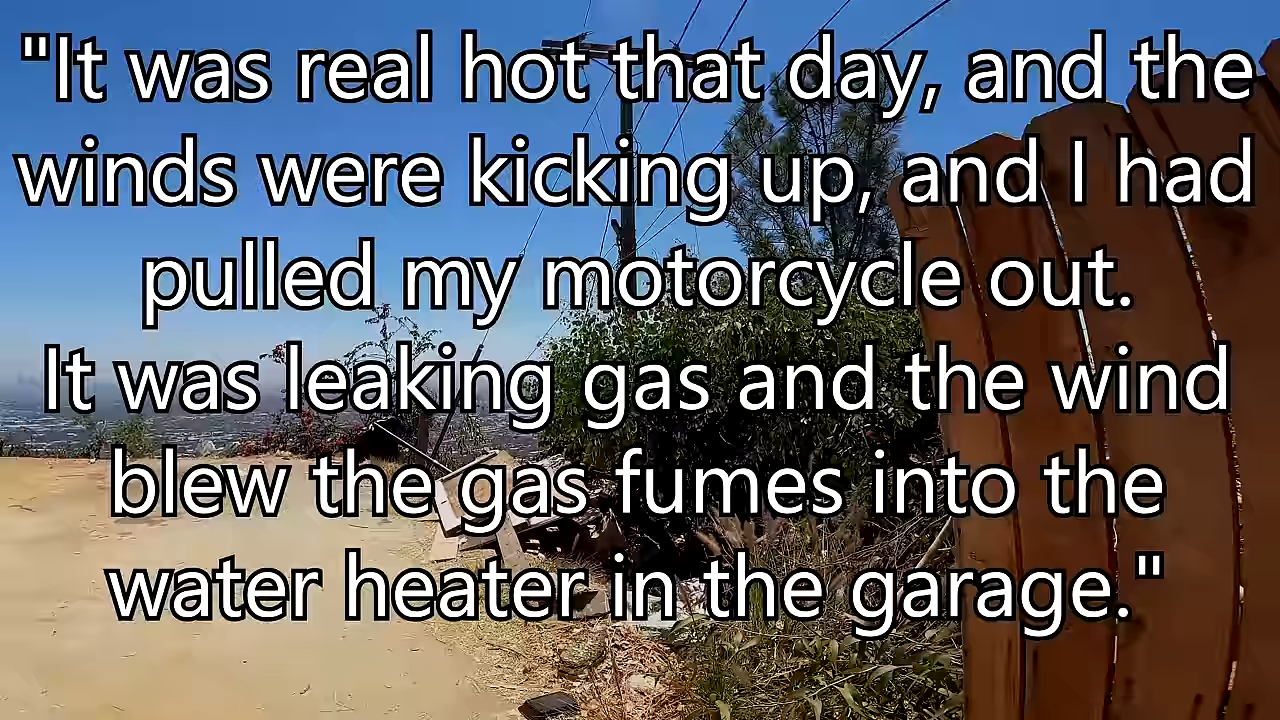 "It was real hot that day, and the
winds were kicking up, and I had
pulled my motorcycle out.
It was leaking gas and the wind
blew the gas fumes into the
water heater in the garage."